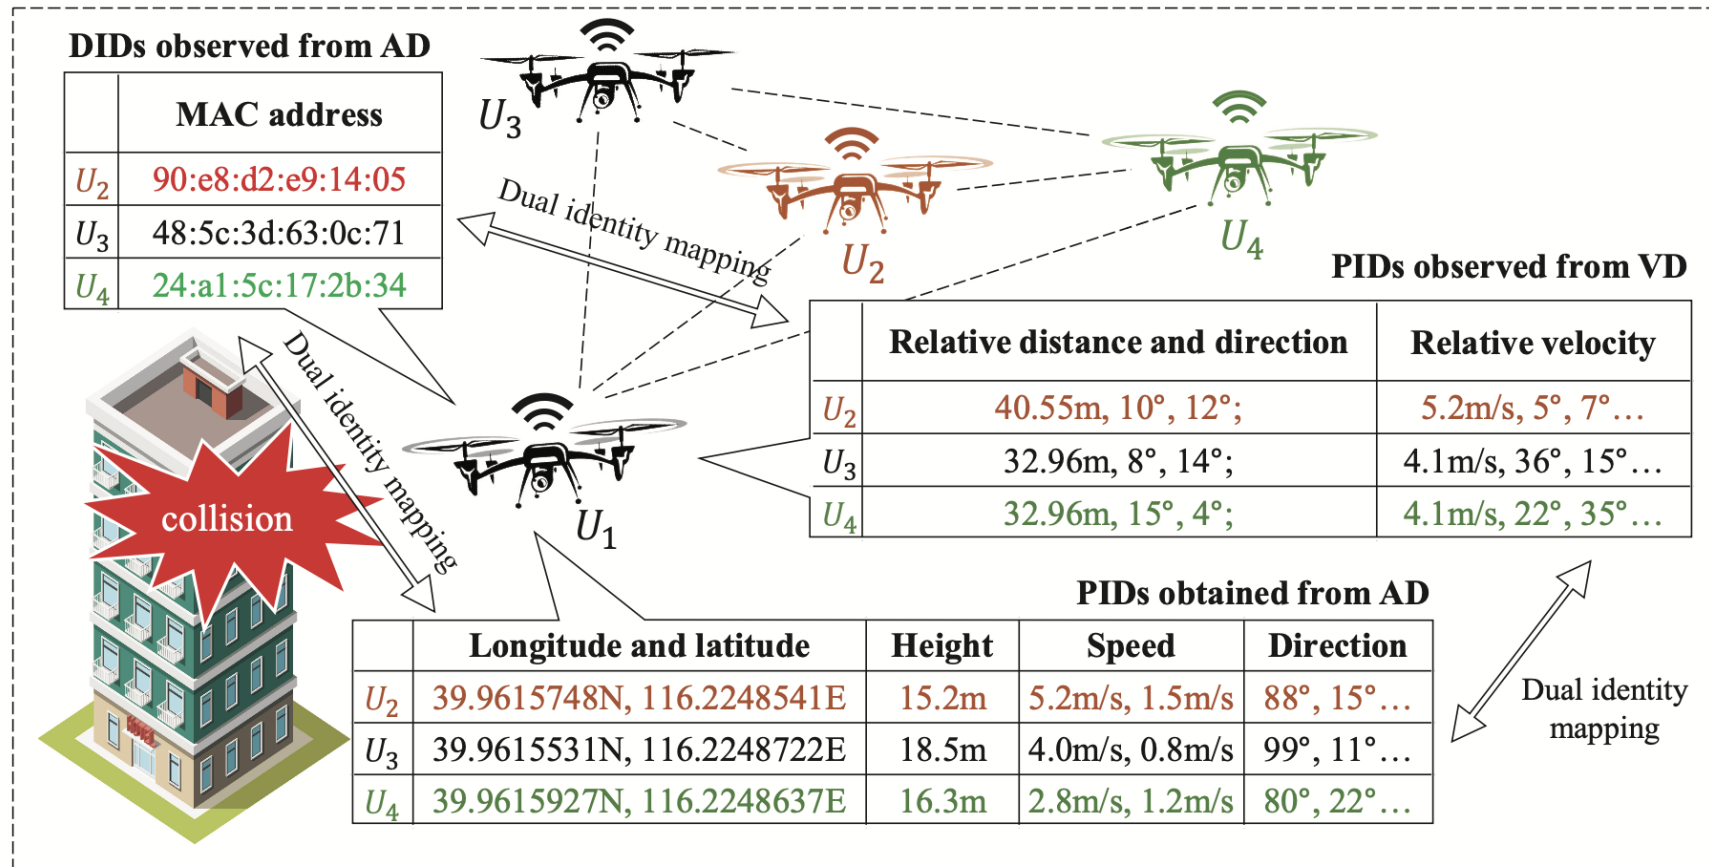 DIDs observed from AD
MAC address
U₂ 90:e8:d2:e9:14:05
U₃ 48:5c:3d:63:0c:71
U₄ 24:a1:5c:17:2b:34
U₃
U₂
U₄
Dual identity mapping
PIDs observed from VD
Relative distance and direction Relative velocity
U₂ 40.55m, 10°, 12°; 5.2m/s, 5°, 7°…
U₃ 32.96m, 8°, 14°; 4.1m/s, 36°, 15°…
U₄ 32.96m, 15°, 4°; 4.1m/s, 22°, 35°…
Dual identity mapping
collision
U₁
PIDs obtained from AD
Longitude and latitude Height Speed Direction
U₂ 39.9615748N, 116.2248541E 15.2m 5.2m/s, 1.5m/s 88°, 15°…
U₃ 39.9615531N, 116.2248722E 18.5m 4.0m/s, 0.8m/s 99°, 11°…
U₄ 39.9615927N, 116.2248637E 16.3m 2.8m/s, 1.2m/s 80°, 22°…
Dual identity
mapping